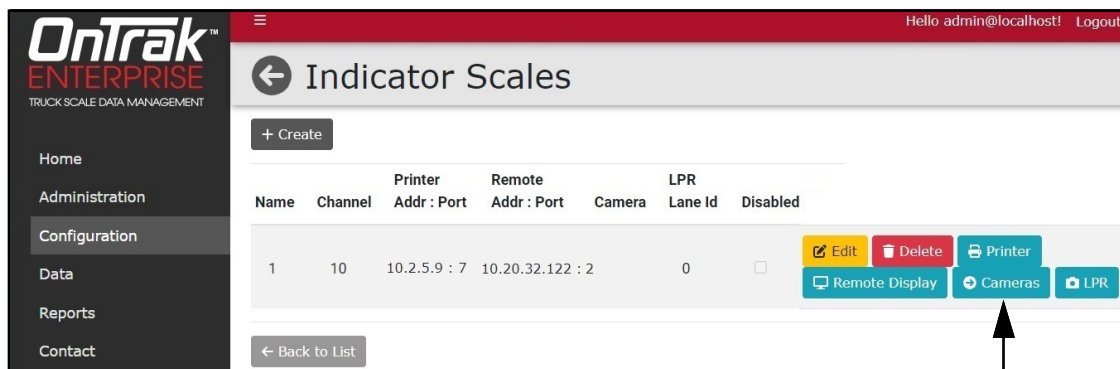 OnTrak™
ENTERPRISE
TRUCK SCALE DATA MANAGEMENT
Hello admin@localhost! Logout
Indicator Scales
+ Create
Home
Administration
Configuration
Data
Reports
Contact
Name Channel Printer Addr : Port Remote Addr : Port Camera LPR Lane Id Disabled
1 10 10.2.5.9 : 7 10.20.32.122 : 2 0
Edit Delete Printer
Remote Display Cameras LPR
← Back to List